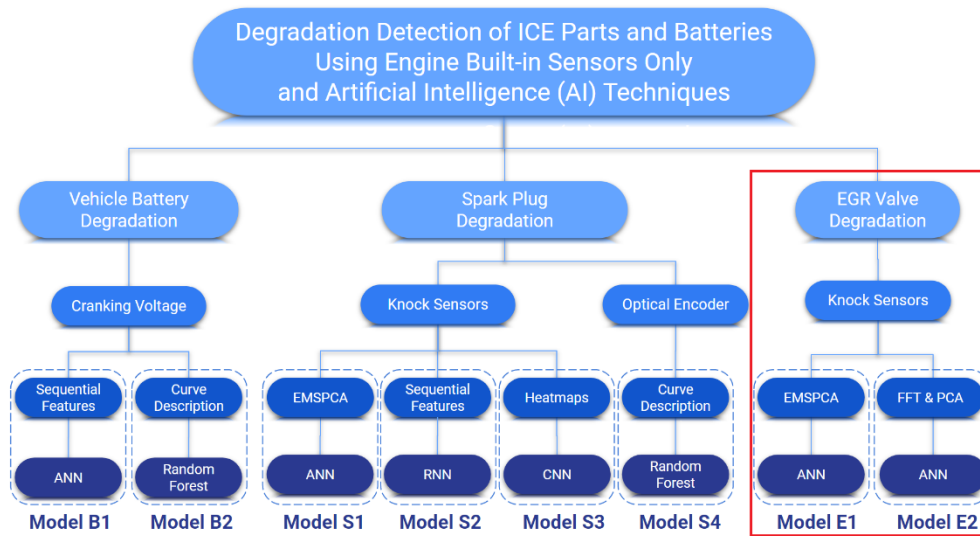 Degradation Detection of ICE Parts and Batteries
Using Engine Built-in Sensors Only
and Artificial Intelligence (AI) Techniques
Vehicle Battery
Degradation
Spark Plug
Degradation
EGR Valve
Degradation
Cranking Voltage
Knock Sensors
Optical Encoder
Knock Sensors
Sequential
Features
Curve
Description
EMSPCA
Sequential
Features
Heatmaps
Curve
Description
EMSPCA
FFT & PCA
ANN
Random
Forest
ANN
RNN
CNN
Random
Forest
ANN
ANN
Model B1
Model B2
Model S1
Model S2
Model S3
Model S4
Model E1
Model E2